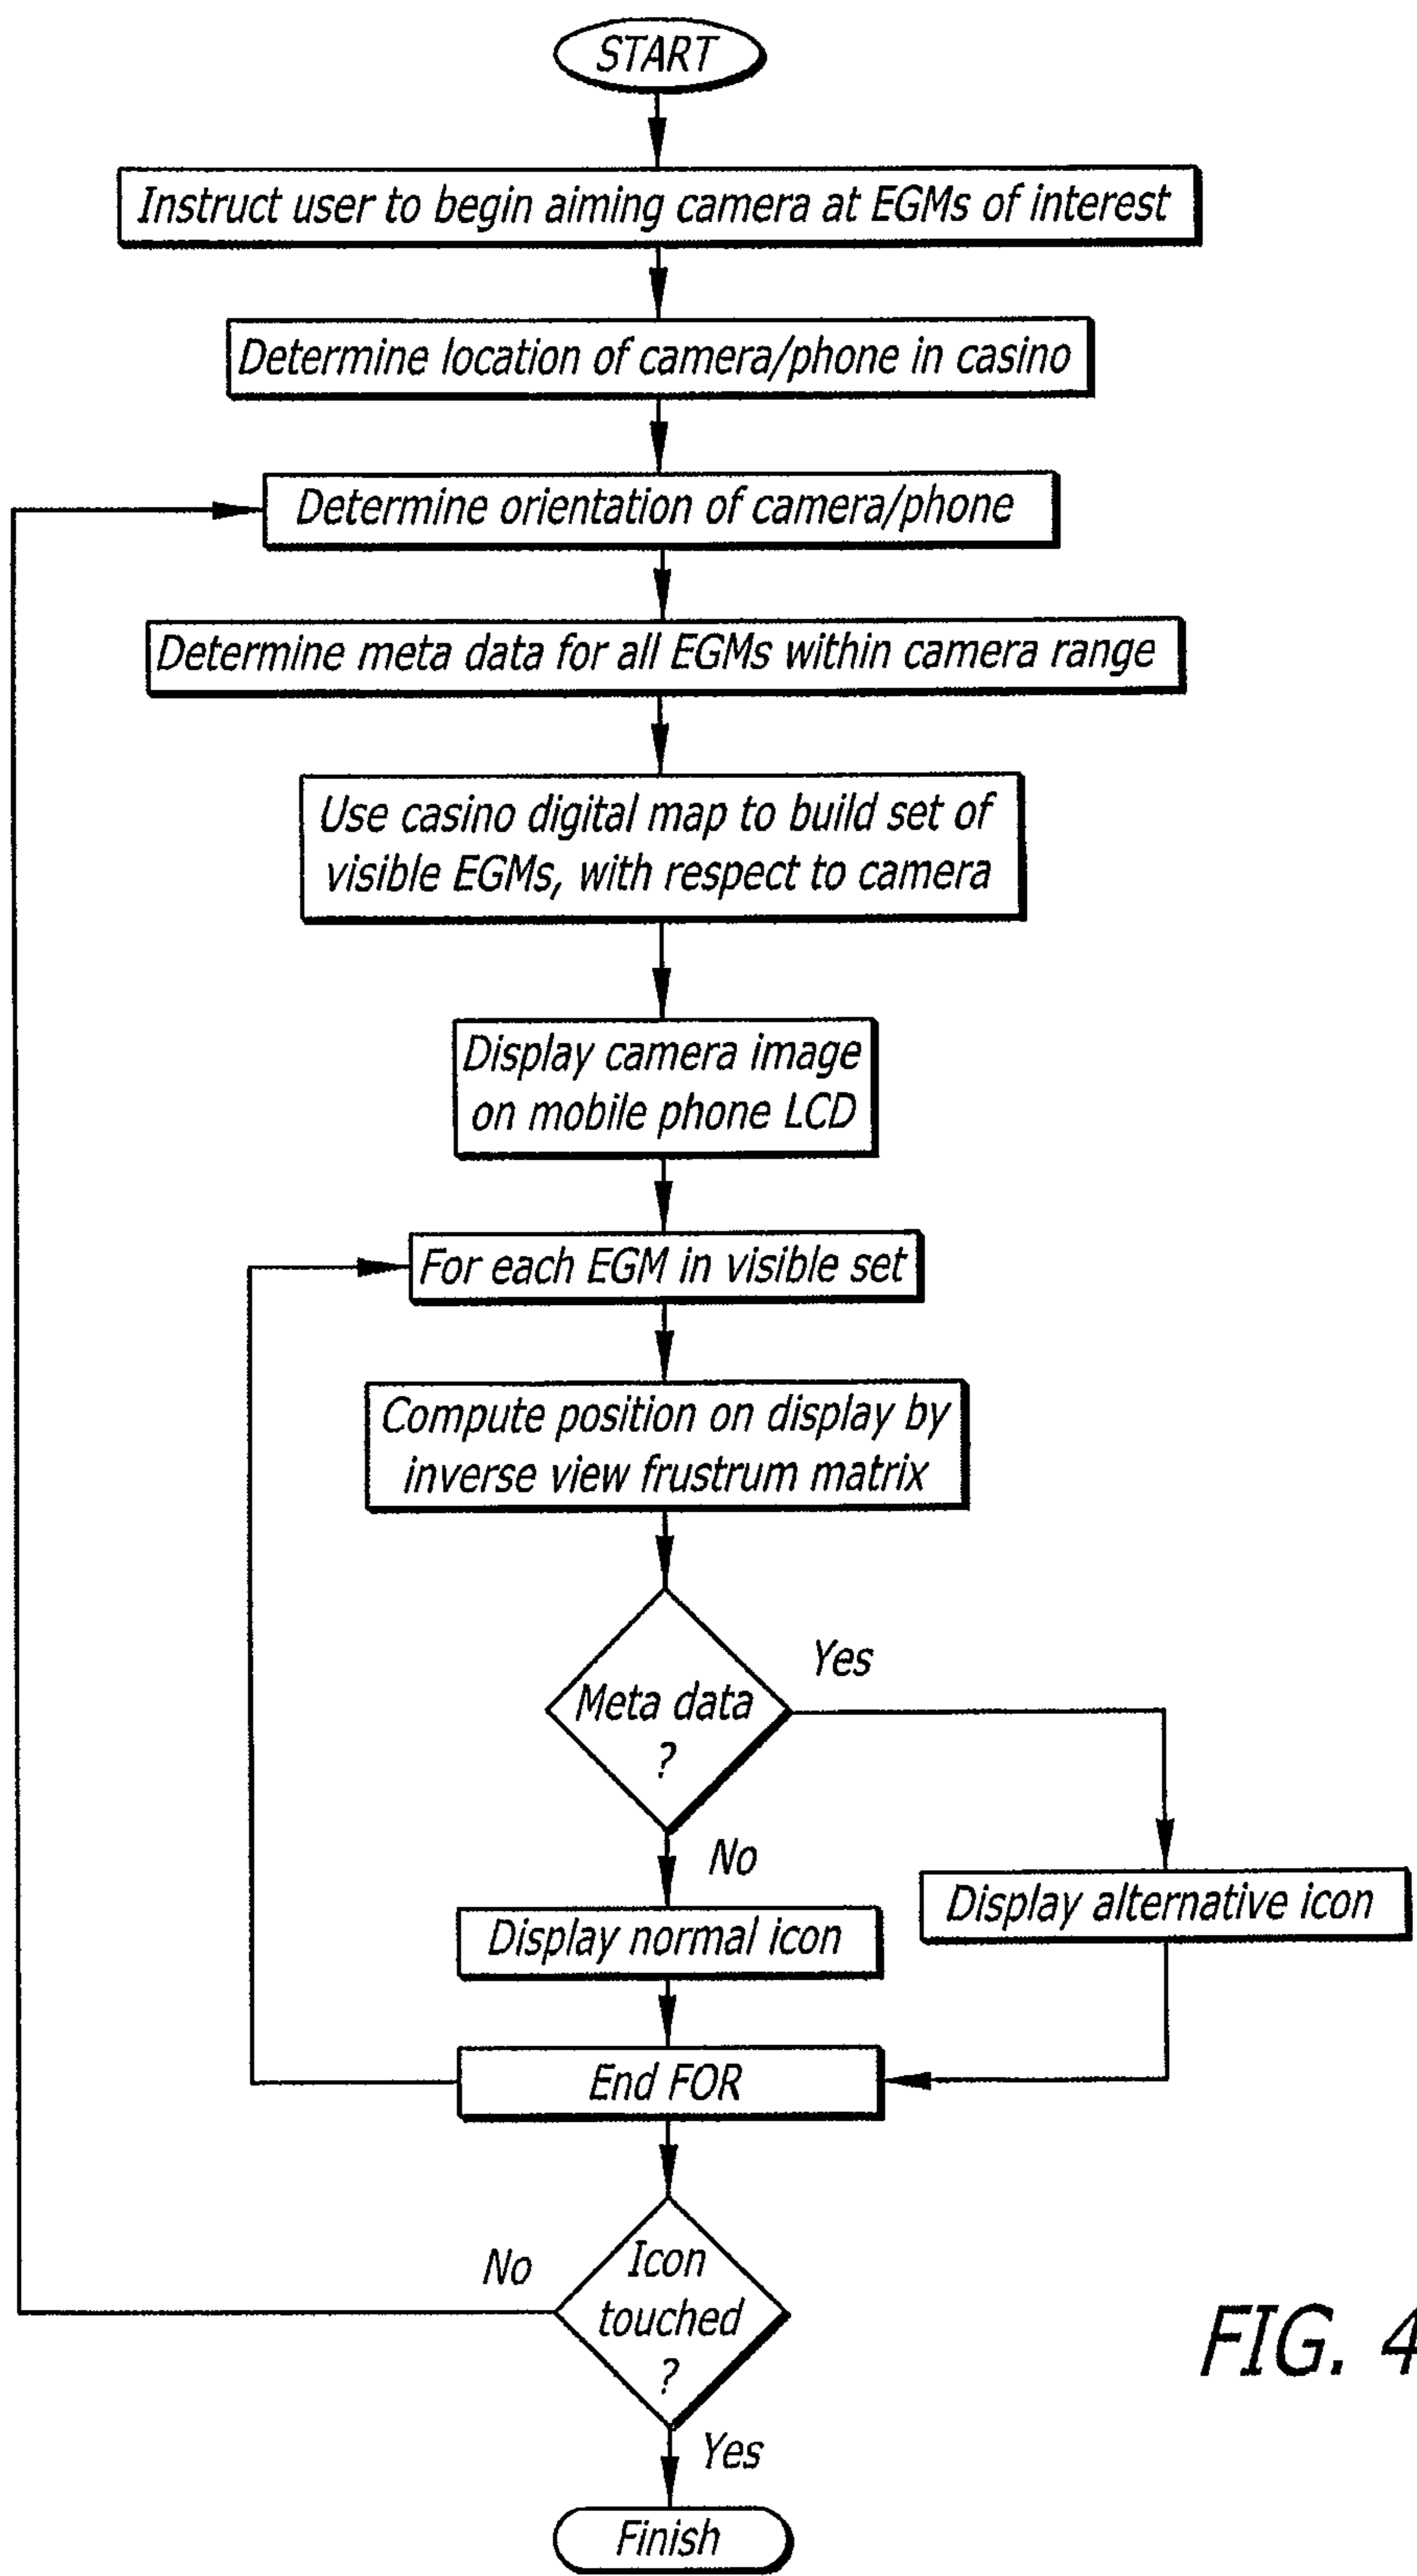 START
Instruct user to begin aiming camera at EGMs of interest
Determine location of camera/phone in casino
Determine orientation of camera/phone
Determine meta data for all EGMs within camera range
Use casino digital map to build set of
visible EGMs, with respect to camera
Display camera image
on mobile phone LCD
For each EGM in visible set
Compute position on display by
inverse view frustrum matrix
Meta data
?
Yes
No
Display normal icon
Display alternative icon
End FOR
Icon
touched
?
No
Yes
Finish
FIG. 4